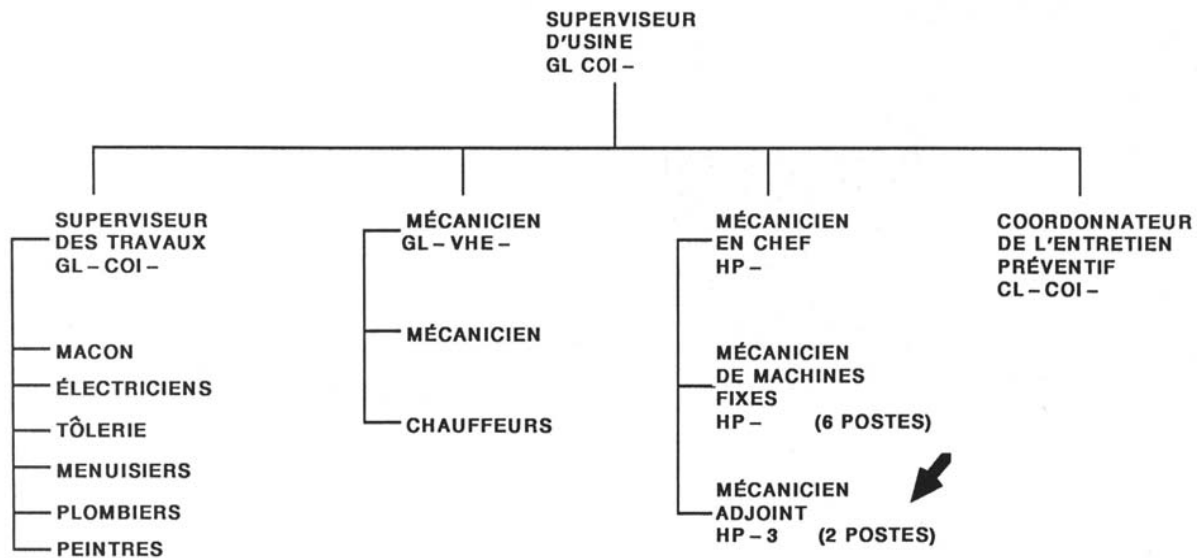 SUPERVISEUR
D'USINE
GL COI –
SUPERVISEUR
DES TRAVAUX
GL – COI –
MACON
ÉLECTRICIENS
TÔLERIE
MENUISIERS
PLOMBIERS
PEINTRES
MÉCANICIEN
GL – VHE –
MÉCANICIEN
CHAUFFEURS
MÉCANICIEN
EN CHEF
HP –
MÉCANICIEN
DE MACHINES
FIXES
HP – (6 POSTES)
MÉCANICIEN
ADJOINT
HP – 3 (2 POSTES)
COORDONNATEUR
DE L'ENTRETIEN
PRÉVENTIF
CL – COI –